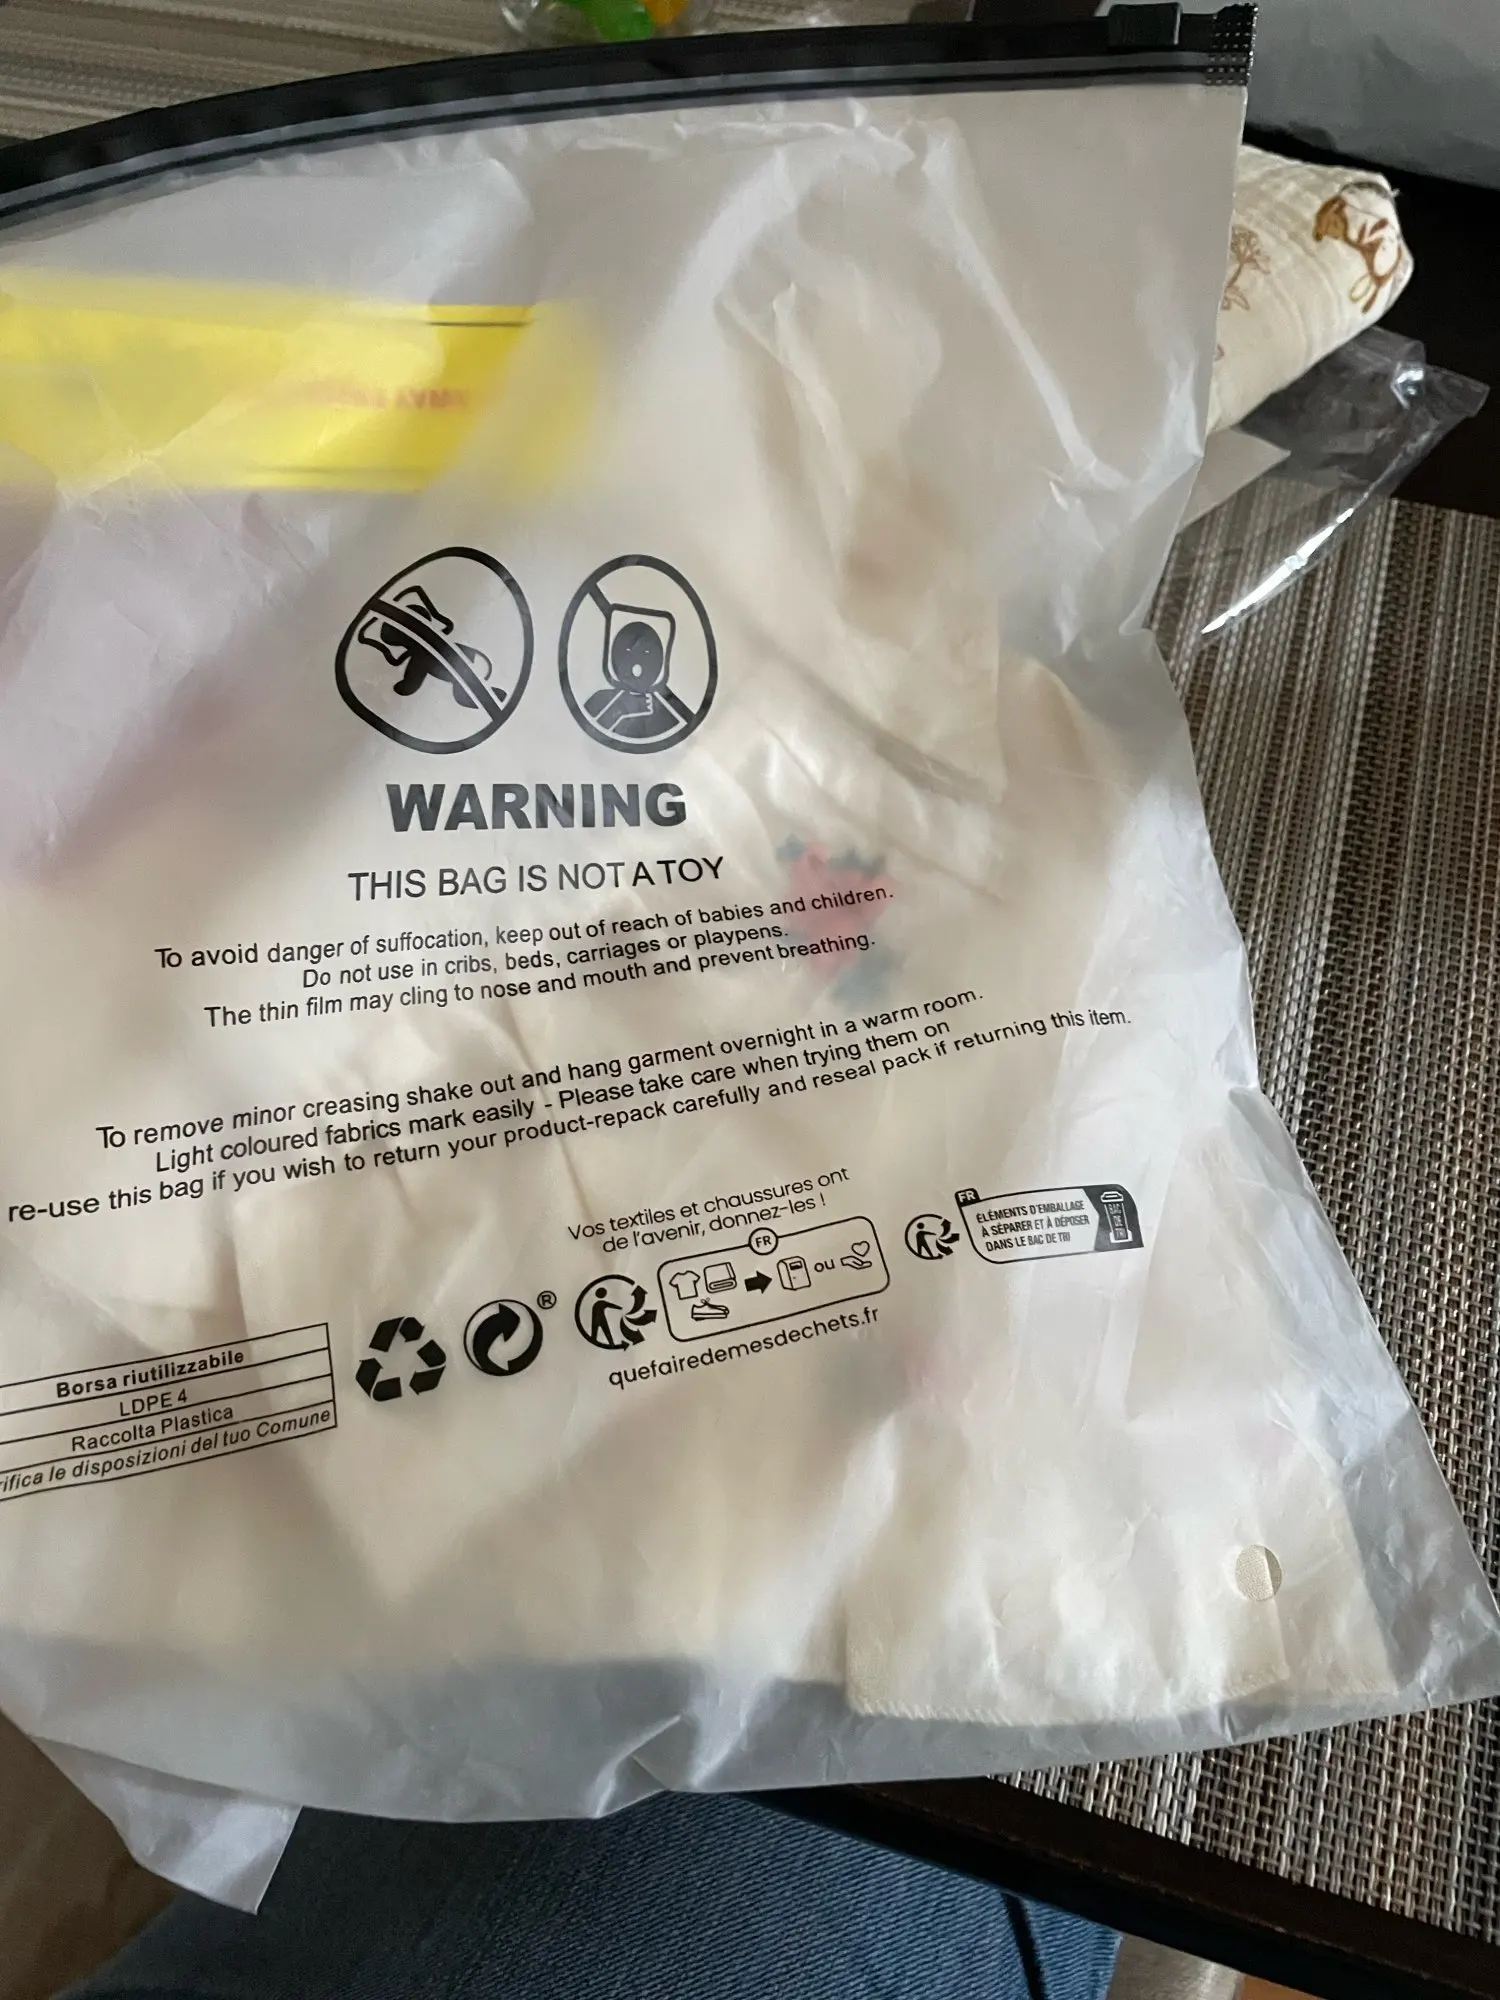 WARNING
THIS BAG IS NOT A TOY
To avoid danger of suffocation, keep out of reach of babies and children.
Do not use in cribs, beds, carriages or playpens.
The thin film may cling to nose and mouth and prevent breathing.
To remove minor creasing shake out and hang garment overnight in a warm room.
Light coloured fabrics mark easily - Please take care when trying them on
re-use this bag if you wish to return your product-repack carefully and reseal pack if returning this item.
Vos textiles et chaussures ont
de l'avenir, donnez-les !
FR
ou
quefairedemesdechets.fr
®
FR
ÉLÉMENTS D'EMBALLAGE
À SÉPARER ET À DÉPOSER
DANS LE BAC DE TRI
BAC
DE
TRI
Borsa riutilizzabile
LDPE 4
Raccolta Plastica
le disposizioni del tuo Comune